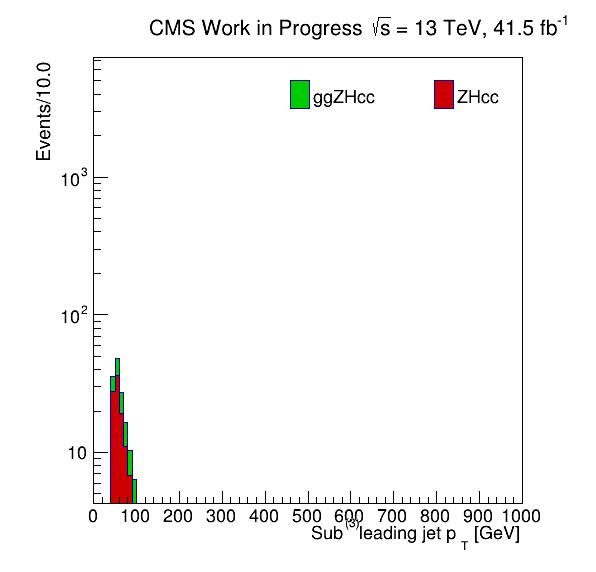 CMS Work in Progress √s = 13 TeV, 41.5 fb⁻¹
Events/10.0
ggZHcc ZHcc
10³
10²
10
0 100 200 300 400 500 600 700 800 900 1000
Sub⁽³⁾leading jet p_T [GeV]